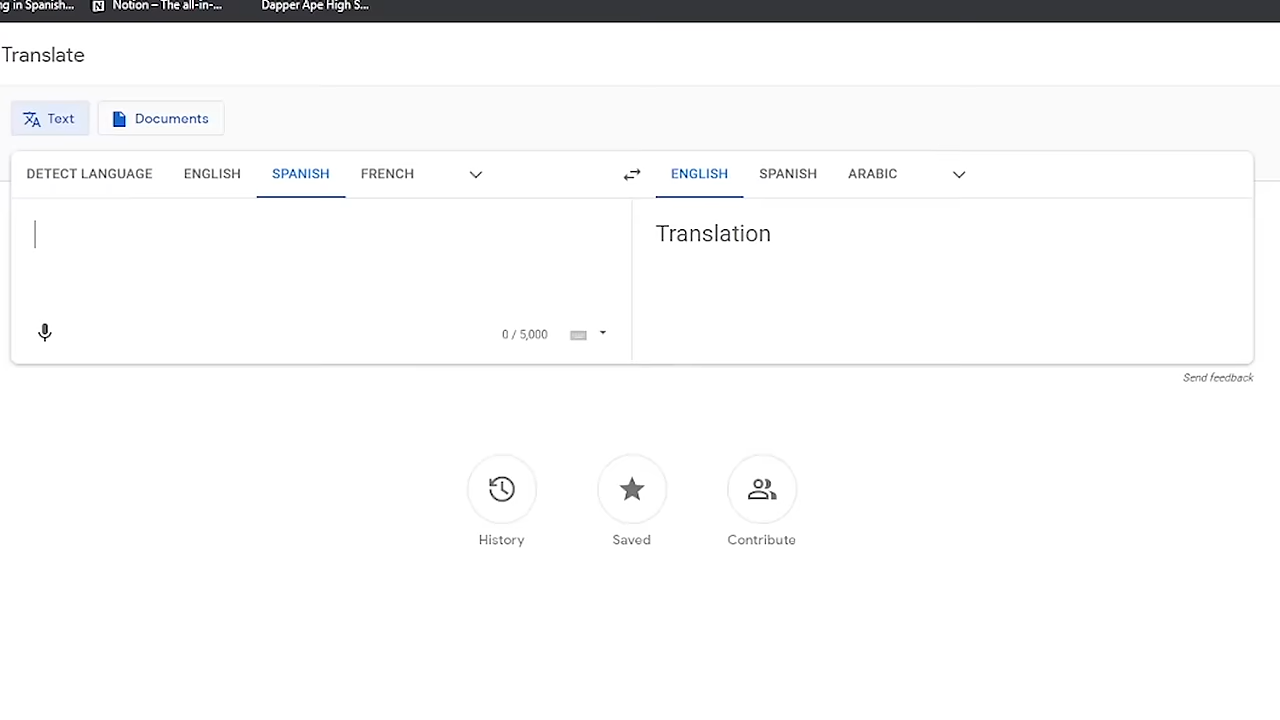 ng in Spanish... Notion – The all-in-... Dapper Ape High S...
Translate
Text Documents
DETECT LANGUAGE ENGLISH SPANISH FRENCH ENGLISH SPANISH ARABIC
Translation
0 / 5,000
Send feedback
History Saved Contribute